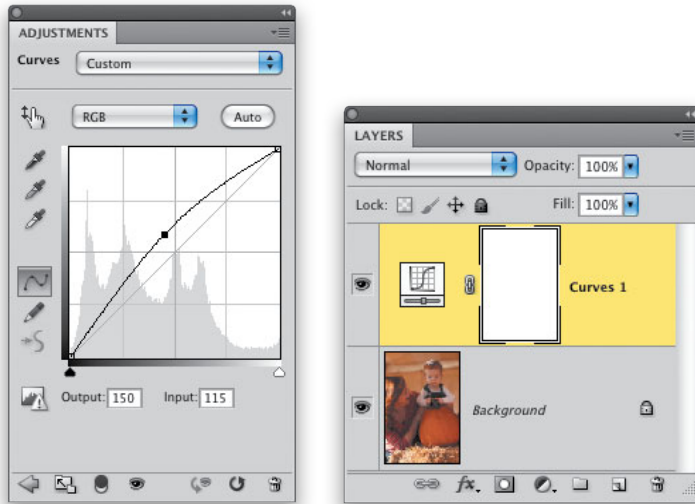 ADJUSTMENTS
Curves Custom
RGB Auto
Output: 150 Input: 115
LAYERS
Normal Opacity: 100%
Lock: Fill: 100%
Curves 1
Background
fx.